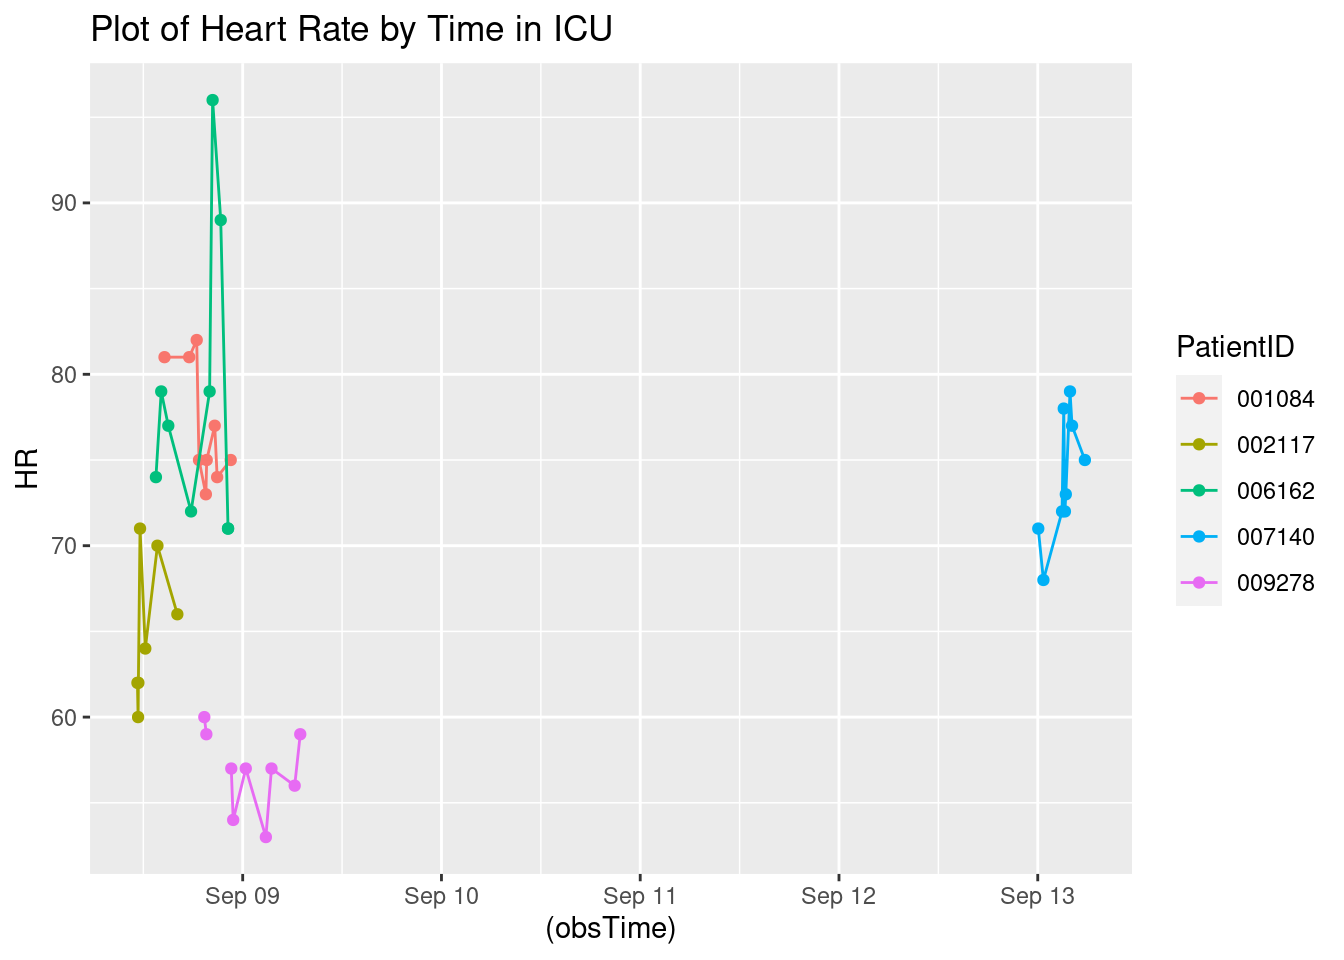 Plot of Heart Rate by Time in ICU
HR
90
80
70
60
Sep 09 Sep 10 Sep 11 Sep 12 Sep 13
(obsTime)
PatientID
001084
002117
006162
007140
009278